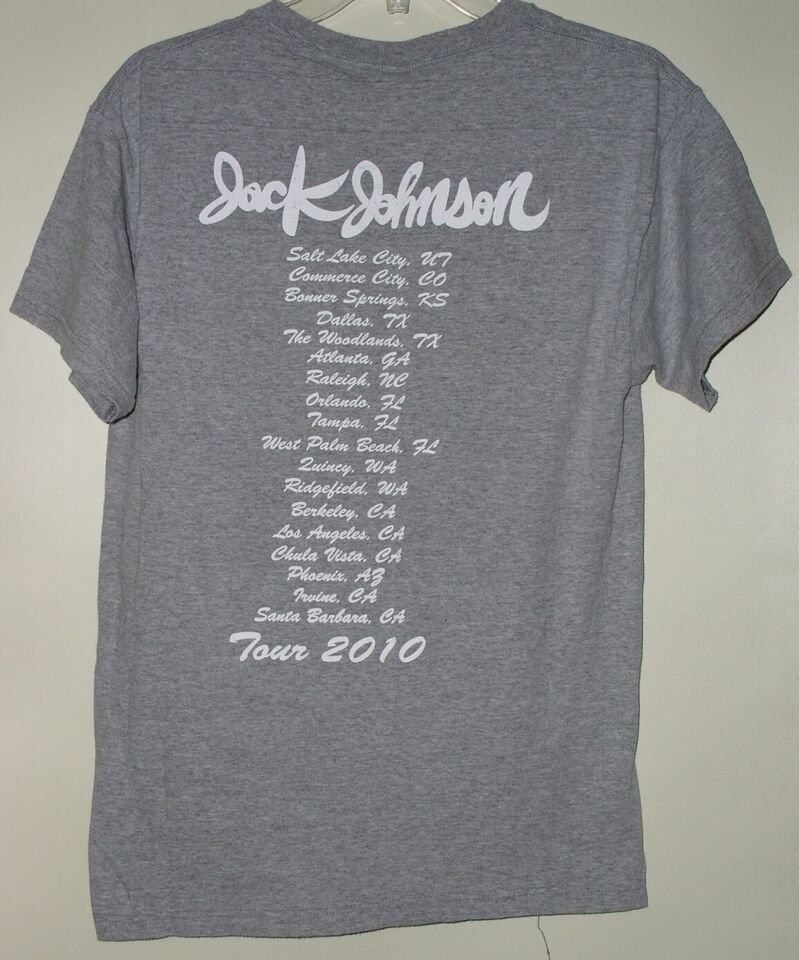 Jack Johnson
Salt Lake City, UT
Commerce City, CO
Bonner Springs, KS
Dallas, TX
The Woodlands, TX
Atlanta, GA
Raleigh, NC
Orlando, FL
Tampa, FL
West Palm Beach, FL
Quincy, WA
Ridgefield, WA
Berkeley, CA
Los Angeles, CA
Chula Vista, CA
Phoenix, AZ
Irvine, CA
Santa Barbara, CA
Tour 2010